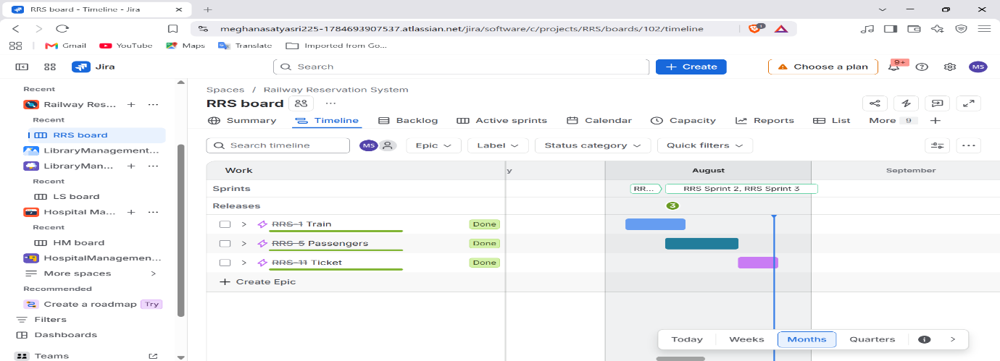 RRS board - Timeline - Jira
meghanasatyasri225-1784693907537.atlassian.net/jira/software/c/projects/RRS/boards/102/timeline
Gmail YouTube Maps Translate Imported from Go...
Jira Search Create Choose a plan 9+ MS
Recent
Railway Res...
Recent
RRS board
LibraryManagement...
LibraryMan...
Recent
LS board
Hospital Ma...
Recent
HM board
HospitalManagemen...
More spaces
Recommended
Create a roadmap Try
Filters
Dashboards
Teams
Spaces / Railway Reservation System
RRS board
Summary Timeline Backlog Active sprints Calendar Capacity Reports List More 9
Search timeline MS Epic Label Status category Quick filters
Work y August September
Sprints RR... RRS Sprint 2, RRS Sprint 3
Releases 3
RRS-1 Train Done
RRS-5 Passengers Done
RRS-11 Ticket Done
Create Epic
Today Weeks Months Quarters